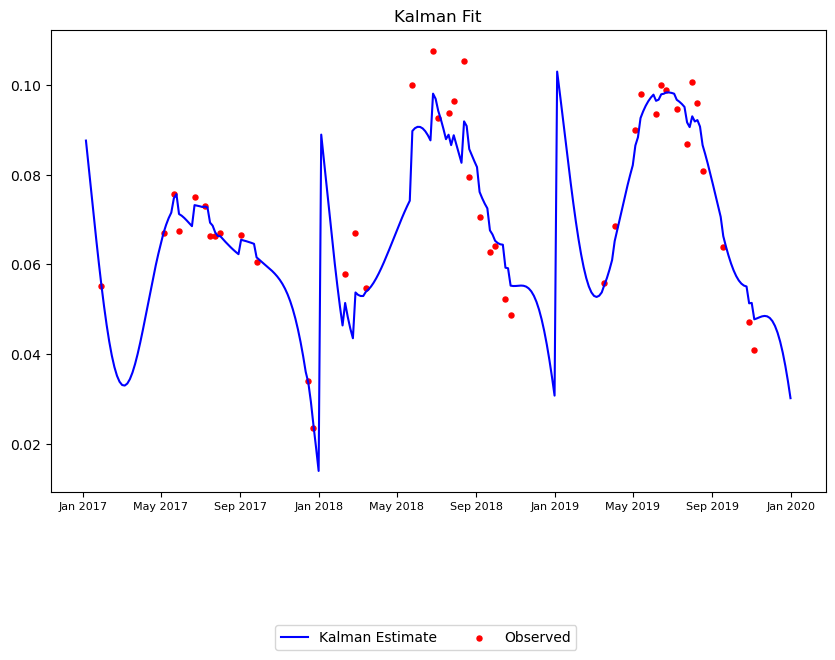 Kalman Fit
0.10
0.08
0.06
0.04
0.02
Jan 2017 May 2017 Sep 2017 Jan 2018 May 2018 Sep 2018 Jan 2019 May 2019 Sep 2019 Jan 2020
Kalman Estimate Observed